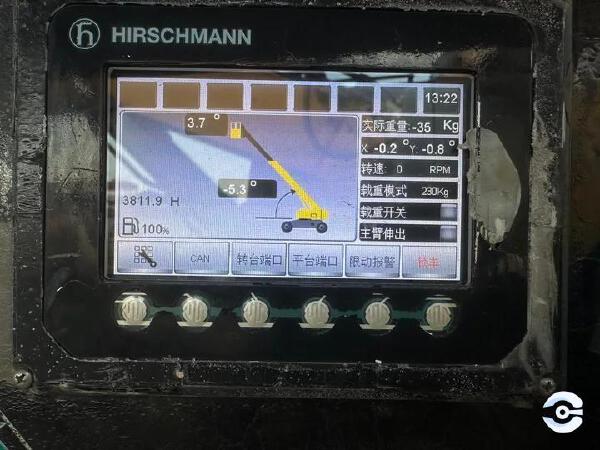 HIRSCHMANN
13:22
3.7 °
实际重量: -35 Kg
X -0.2 ° Y: -0.8 °
-5.3 °
转速: 0 RPM
载重模式 230Kg
3811.9 H
载重开关
100%
主臂伸出
CAN 转台端口 平台端口 限动报警